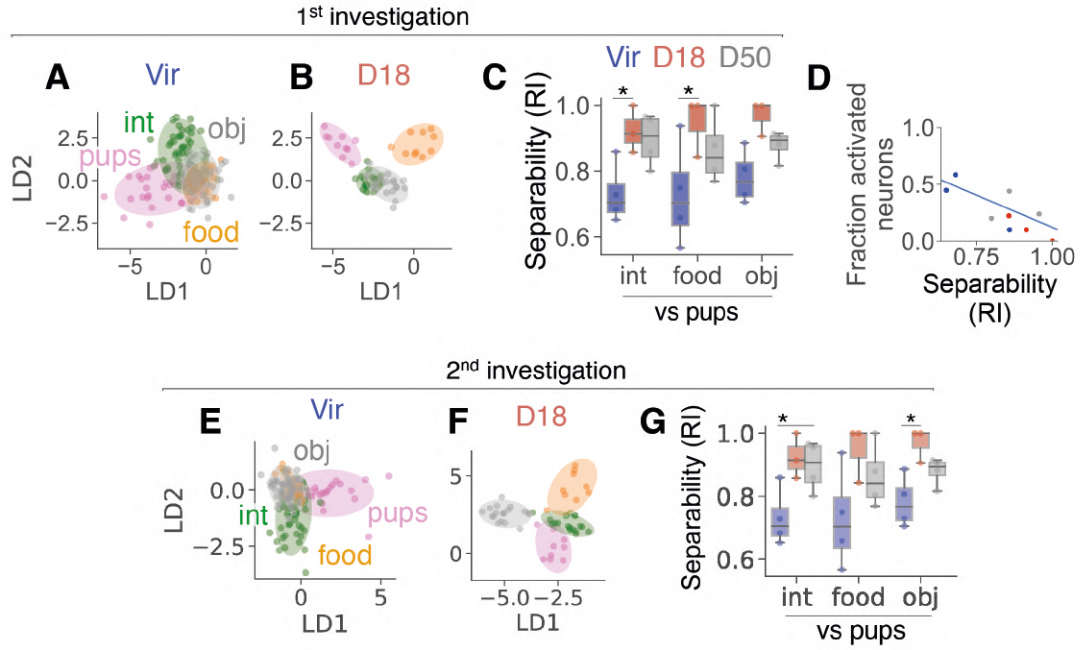 1st investigation
A
Vir
B
D18
C
Vir D18 D50
D
int
obj
pups
food
LD2
2.5
0.0
−2.5
−5
0
LD1
2.5
0.0
−2.5
−5
0
LD1
Separability (RI)
1.0
0.8
0.6
*
*
int food obj
vs pups
Fraction activated
neurons
1.0
0.5
0.0
0.75 1.00
Separability
(RI)
2nd investigation
E
Vir
F
D18
G
obj
int
pups
food
LD2
0.0
−2.5
0
5
LD1
5
0
−5.0 −2.5
LD1
Separability (RI)
1.0
0.8
0.6
*
*
int food obj
vs pups